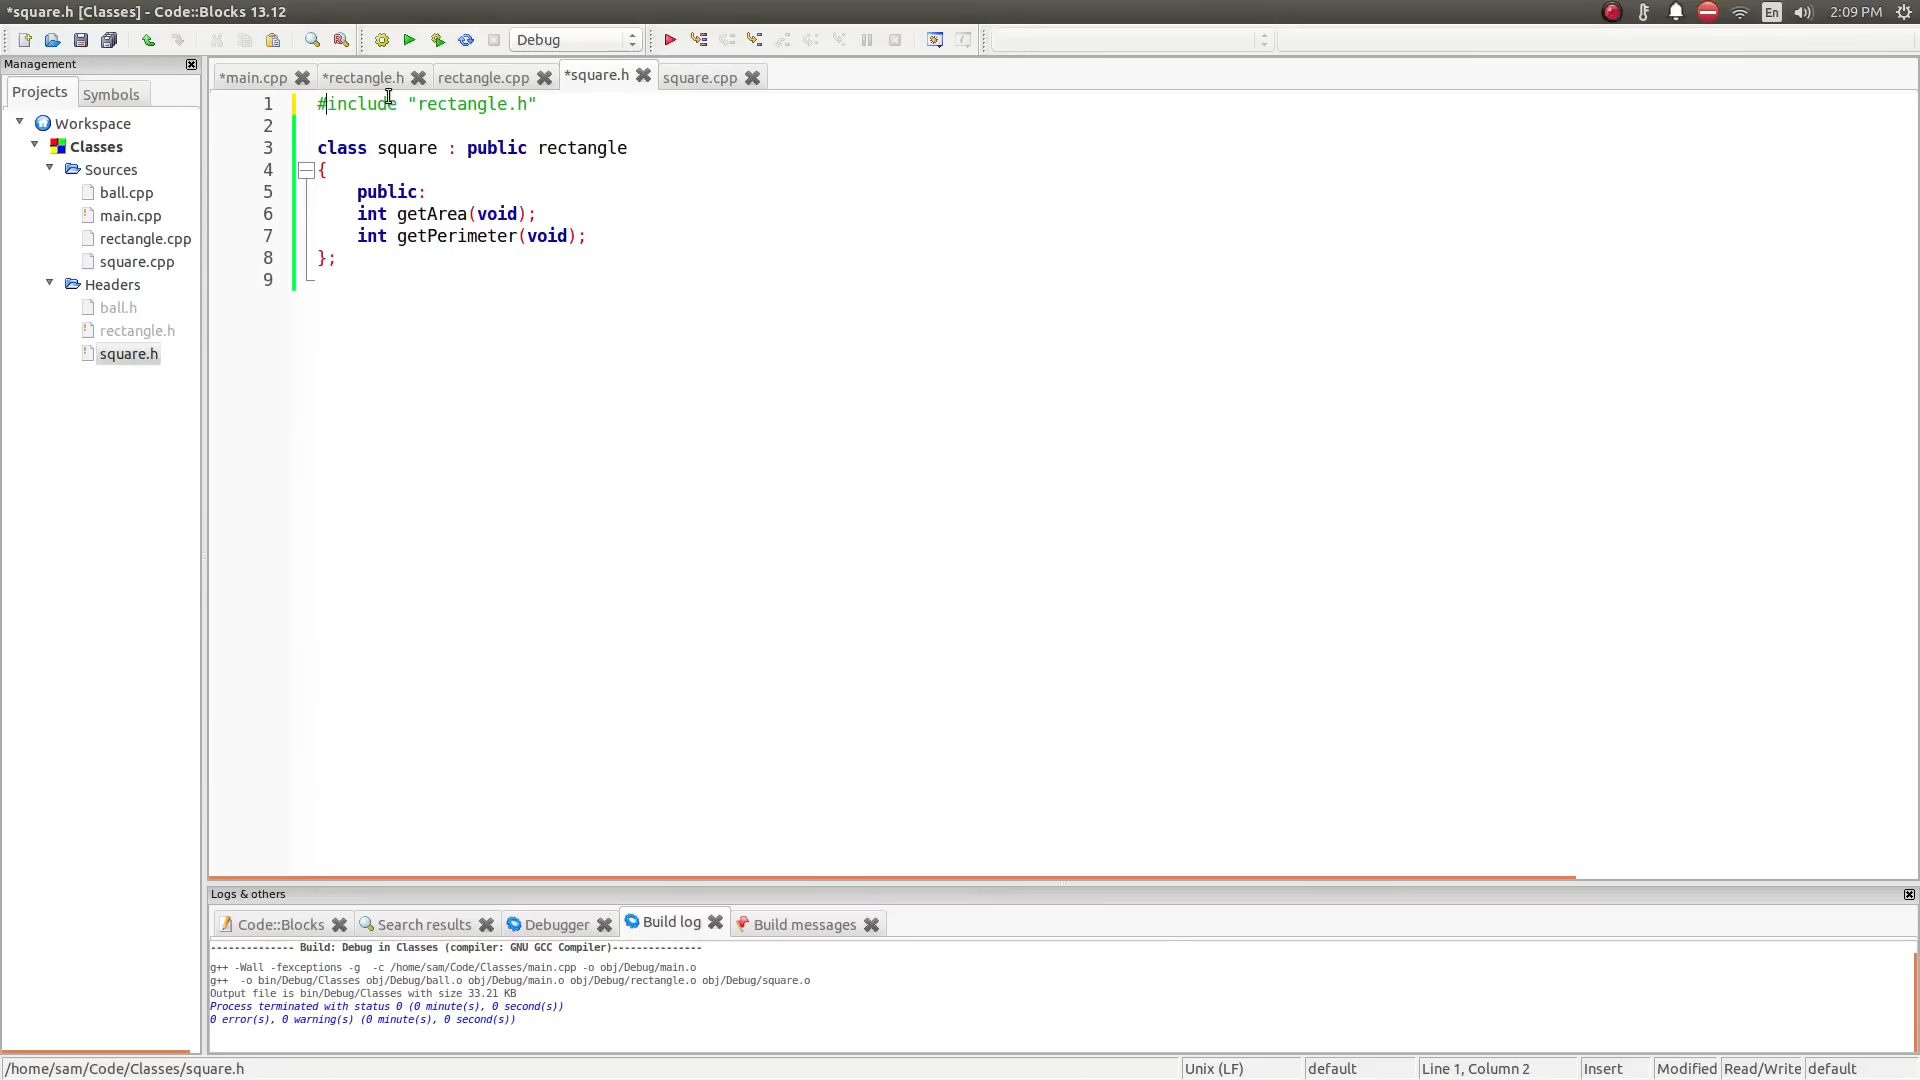 *square.h [Classes] - Code::Blocks 13.12
En
2:09 PM
Debug
Management
Projects
Symbols
Workspace
Classes
Sources
ball.cpp
main.cpp
rectangle.cpp
square.cpp
Headers
ball.h
rectangle.h
square.h
*main.cpp
*rectangle.h
rectangle.cpp
*square.h
square.cpp
1 #include "rectangle.h"
2
3 class square : public rectangle
4 {
5 public:
6 int getArea(void);
7 int getPerimeter(void);
8 };
9
Logs & others
Code::Blocks
Search results
Debugger
Build log
Build messages
-------------- Build: Debug in Classes (compiler: GNU GCC Compiler)---------------
g++ -Wall -fexceptions -g  -c /home/sam/Code/Classes/main.cpp -o obj/Debug/main.o
g++  -o bin/Debug/Classes obj/Debug/ball.o obj/Debug/main.o obj/Debug/rectangle.o obj/Debug/square.o
Output file is bin/Debug/Classes with size 33.21 KB
Process terminated with status 0 (0 minute(s), 0 second(s))
0 error(s), 0 warning(s) (0 minute(s), 0 second(s))
/home/sam/Code/Classes/square.h
Unix (LF)
default
Line 1, Column 2
Insert
Modified
Read/Write
default